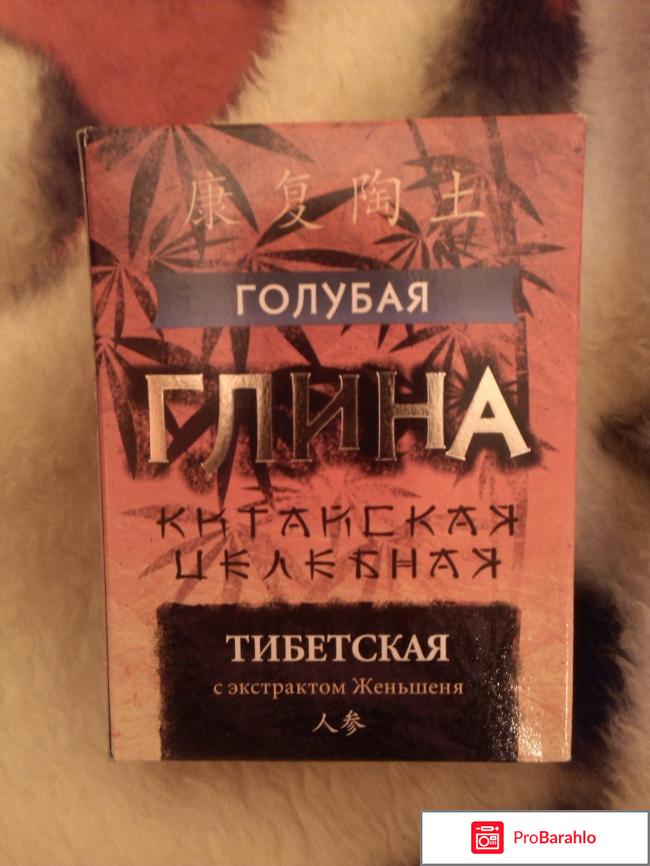 康复陶土
ГОЛУБАЯ
ГЛИНА
КИТАЙСКАЯ
ЦЕЛЕБНАЯ
ТИБЕТСКАЯ
с экстрактом Женьшеня
人参
ProBarahlo